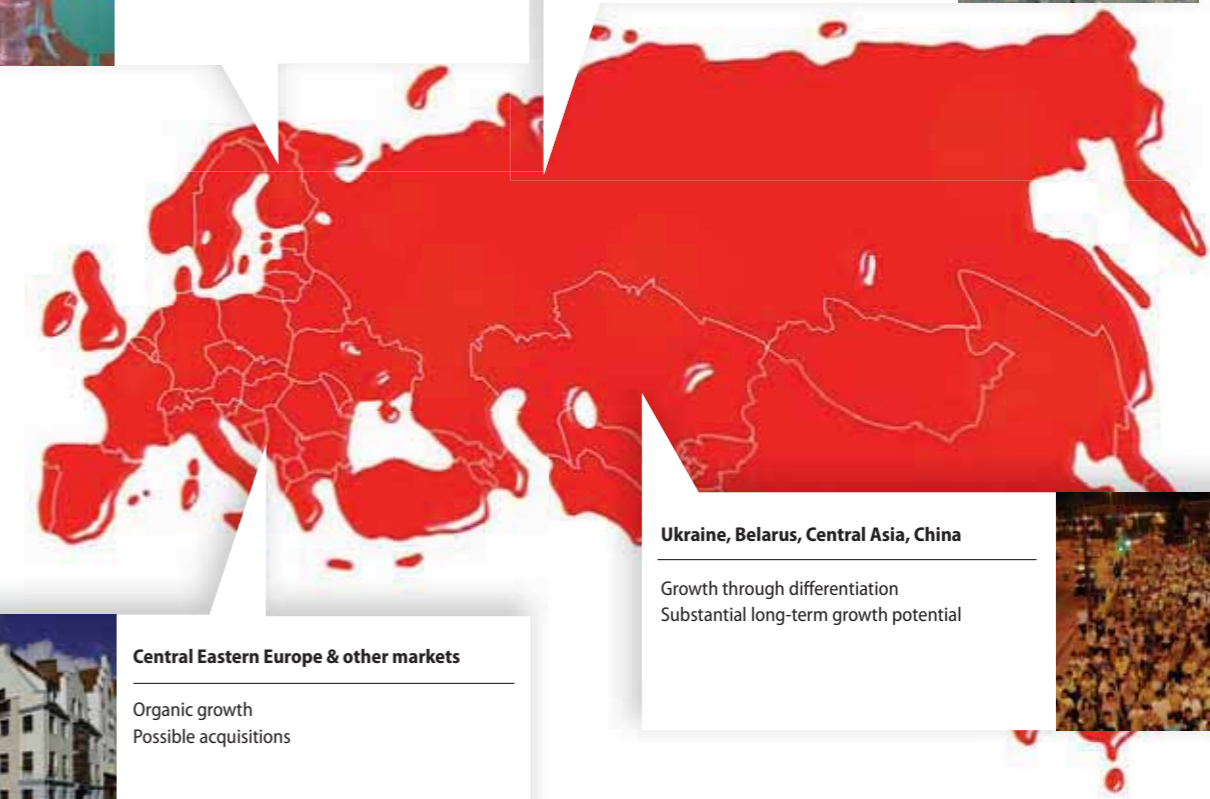 Ukraine, Belarus, Central Asia, China
Growth through differentiation
Substantial long-term growth potential
Central Eastern Europe & other markets
Organic growth
Possible acquisitions